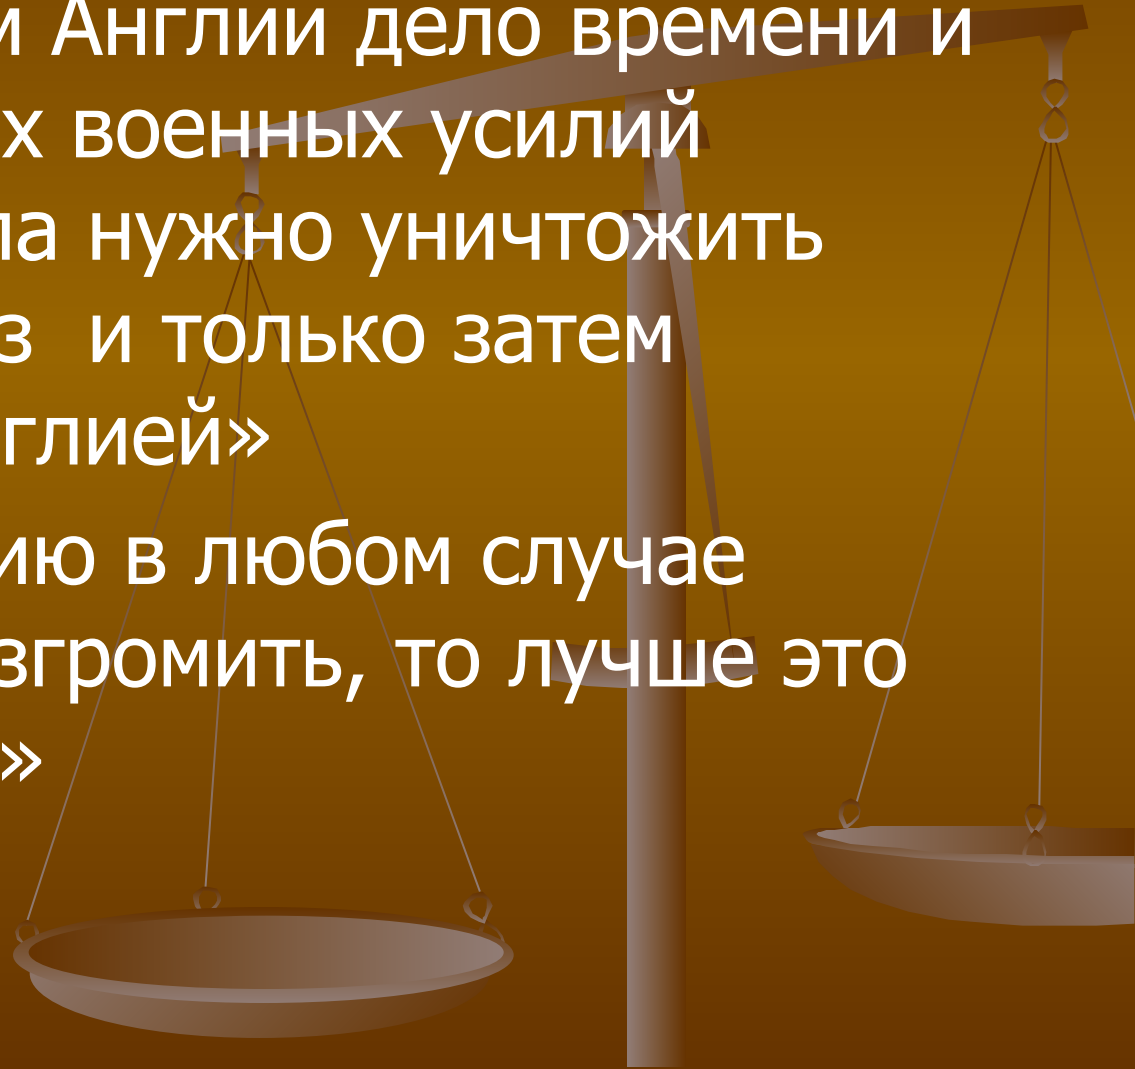 и Англии дело времени и
х военных усилий
ла нужно уничтожить
з и только затем
глией»
ию в любом случае
згромить, то лучше это
»